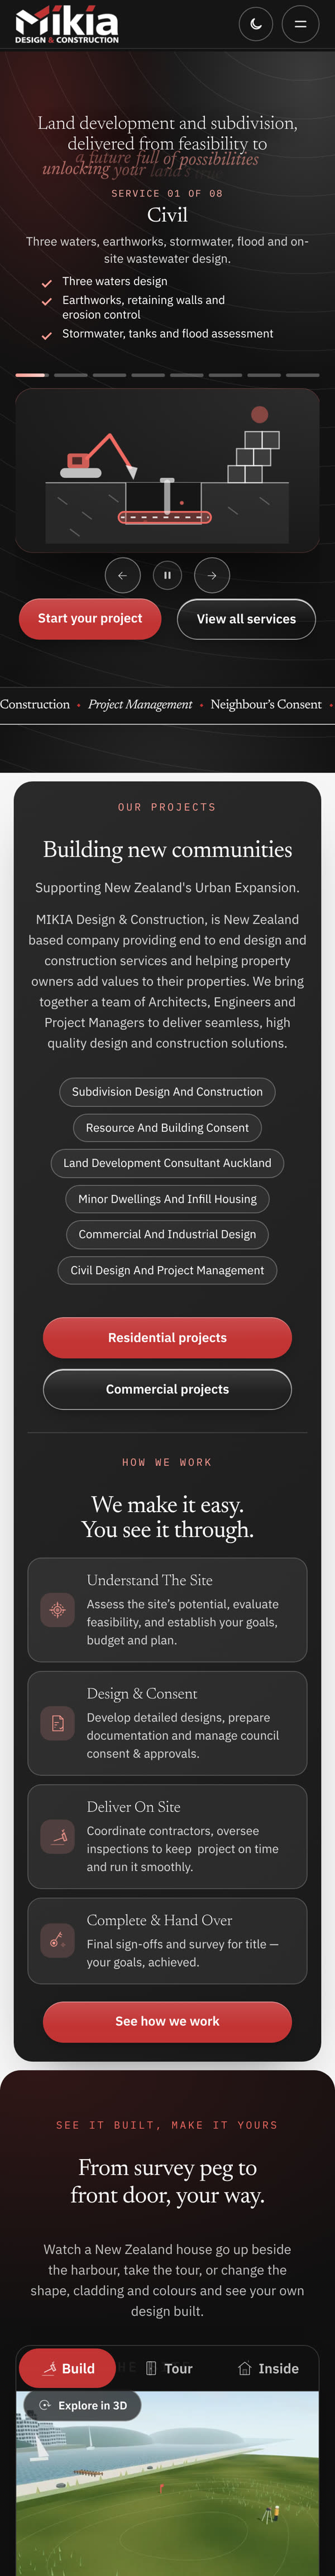 Mikia
DESIGN & CONSTRUCTION
Land development and subdivision,
delivered from feasibility to
a future full of possibilities
unlocking your land's
SERVICE 01 OF 08
Civil
Three waters, earthworks, stormwater, flood and on-
site wastewater design.
Three waters design
Earthworks, retaining walls and
erosion control
Stormwater, tanks and flood assessment
Start your project
View all services
Construction • Project Management • Neighbour's Consent •
OUR PROJECTS
Building new communities
Supporting New Zealand's Urban Expansion.
MIKIA Design & Construction, is New Zealand
based company providing end to end design and
construction services and helping property
owners add values to their properties. We bring
together a team of Architects, Engineers and
Project Managers to deliver seamless, high
quality design and construction solutions.
Subdivision Design And Construction
Resource And Building Consent
Land Development Consultant Auckland
Minor Dwellings And Infill Housing
Commercial And Industrial Design
Civil Design And Project Management
Residential projects
Commercial projects
HOW WE WORK
We make it easy.
You see it through.
Understand The Site
Assess the site's potential, evaluate
feasibility, and establish your goals,
budget and plan.
Design & Consent
Develop detailed designs, prepare
documentation and manage council
consent & approvals.
Deliver On Site
Coordinate contractors, oversee
inspections to keep project on time
and run it smoothly.
Complete & Hand Over
Final sign-offs and survey for title —
your goals, achieved.
See how we work
SEE IT BUILT, MAKE IT YOURS
From survey peg to
front door, your way.
Watch a New Zealand house go up beside
the harbour, take the tour, or change the
shape, cladding and colours and see your own
design built.
Build
Tour
Inside
Explore in 3D